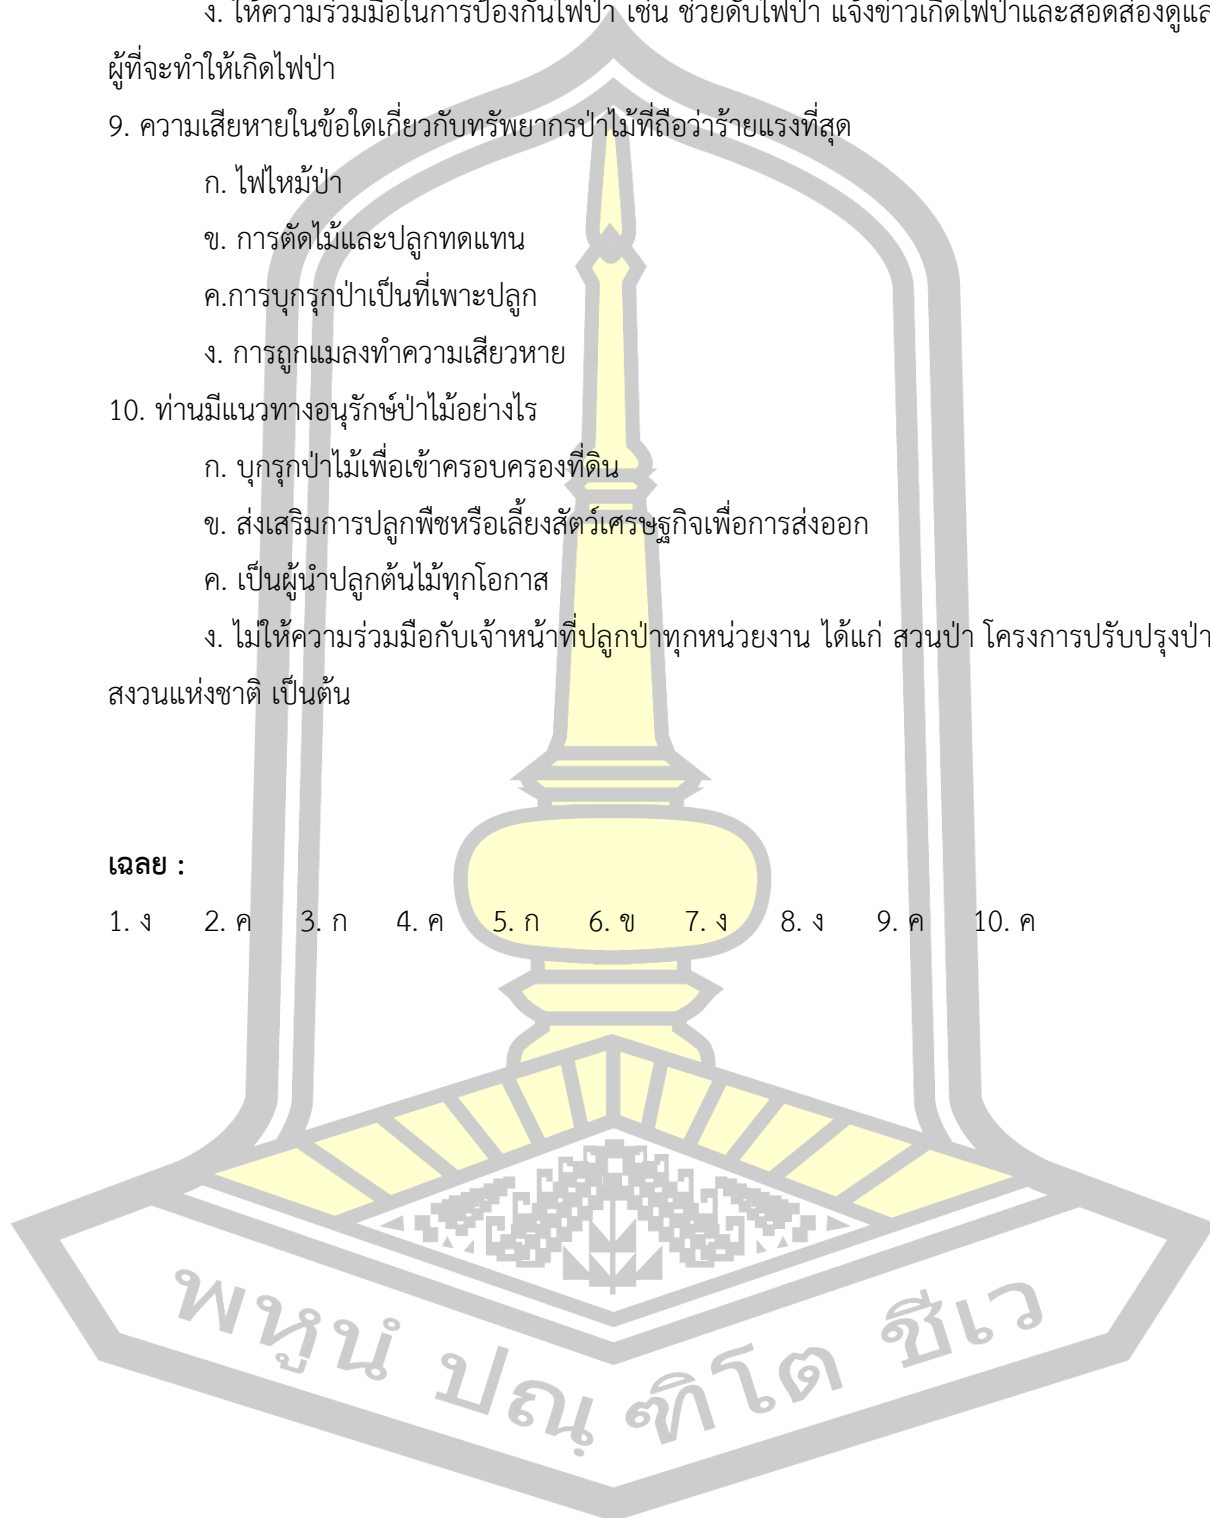 ง. ให้ความร่วมมือในการป้องกันไฟป่า เช่น ช่วยดับไฟป่า แจ้งข่าวเกิดไฟป่าและสอดส่องดูแล
ผู้ที่จะทำให้เกิดไฟป่า
9. ความเสียหายในข้อใดเกี่ยวกับทรัพยากรป่าไม้ที่ถือว่าร้ายแรงที่สุด
ก. ไฟไหม้ป่า
ข. การตัดไม้และปลูกทดแทน
ค.การบุกรุกป่าเป็นที่เพาะปลูก
ง. การถูกแมลงทำความเสียวหาย
10. ท่านมีแนวทางอนุรักษ์ป่าไม้อย่างไร
ก. บุกรุกป่าไม้เพื่อเข้าครอบครองที่ดิน
ข. ส่งเสริมการปลูกพืชหรือเลี้ยงสัตว์เศรษฐกิจเพื่อการส่งออก
ค. เป็นผู้นำปลูกต้นไม้ทุกโอกาส
ง. ไม่ให้ความร่วมมือกับเจ้าหน้าที่ปลูกป่าทุกหน่วยงาน ได้แก่ สวนป่า โครงการปรับปรุงป่า
สงวนแห่งชาติ เป็นต้น
เฉลย :
1. ง 2. ค 3. ก 4. ค 5. ก 6. ข 7. ง 8. ง 9. ค 10. ค
พหูนํ ปณฺฑิโต ชีเว